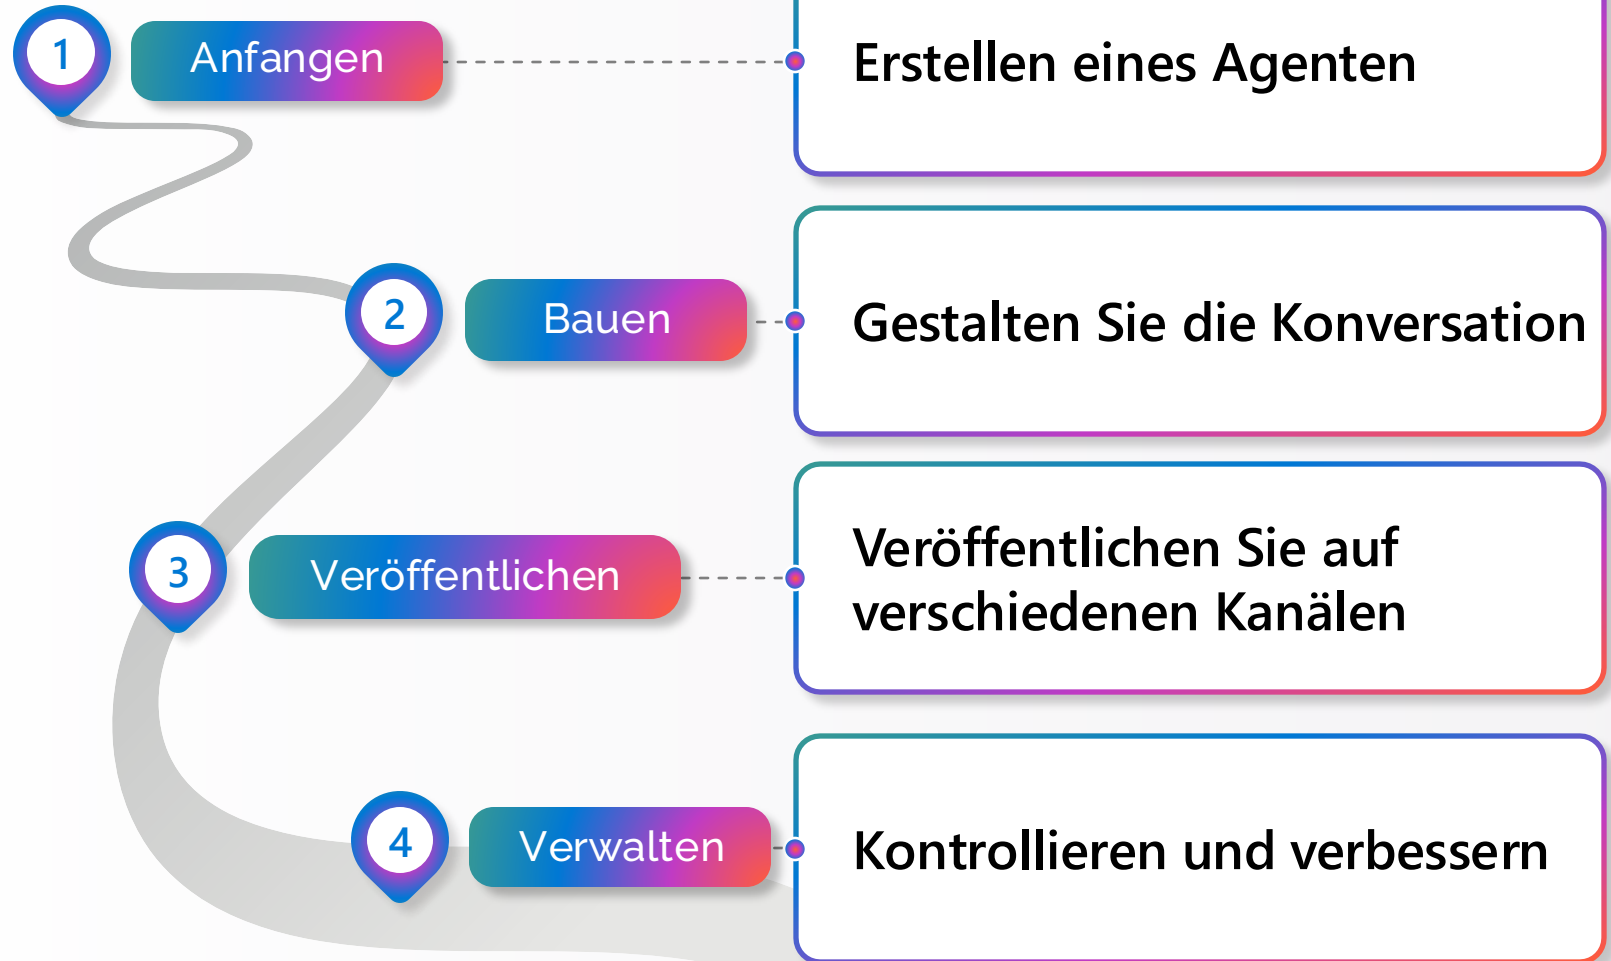 1
Anfangen
Erstellen eines Agenten
2
Bauen
Gestalten Sie die Konversation
3
Veröffentlichen
Veröffentlichen Sie auf
verschiedenen Kanälen
4
Verwalten
Kontrollieren und verbessern